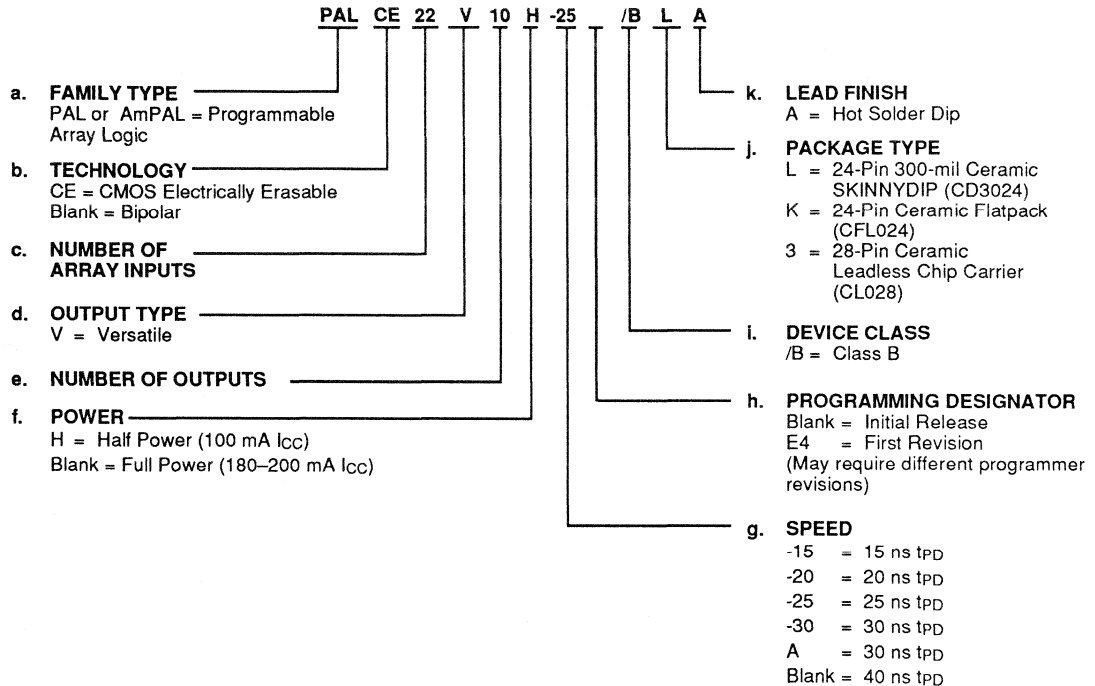 PAL CE 22 V 10 H -25 /B L A
a. FAMILY TYPE
PAL or AmPAL = Programmable
Array Logic
b. TECHNOLOGY
CE = CMOS Electrically Erasable
Blank = Bipolar
c. NUMBER OF
ARRAY INPUTS
d. OUTPUT TYPE
V = Versatile
e. NUMBER OF OUTPUTS
f. POWER
H = Half Power (100 mA ICC)
Blank = Full Power (180–200 mA ICC)
k. LEAD FINISH
A = Hot Solder Dip
j. PACKAGE TYPE
L = 24-Pin 300-mil Ceramic
SKINNYDIP (CD3024)
K = 24-Pin Ceramic Flatpack
(CFL024)
3 = 28-Pin Ceramic
Leadless Chip Carrier
(CL028)
i. DEVICE CLASS
/B = Class B
h. PROGRAMMING DESIGNATOR
Blank = Initial Release
E4 = First Revision
(May require different programmer
revisions)
g. SPEED
-15 = 15 ns tPD
-20 = 20 ns tPD
-25 = 25 ns tPD
-30 = 30 ns tPD
A = 30 ns tPD
Blank = 40 ns tPD